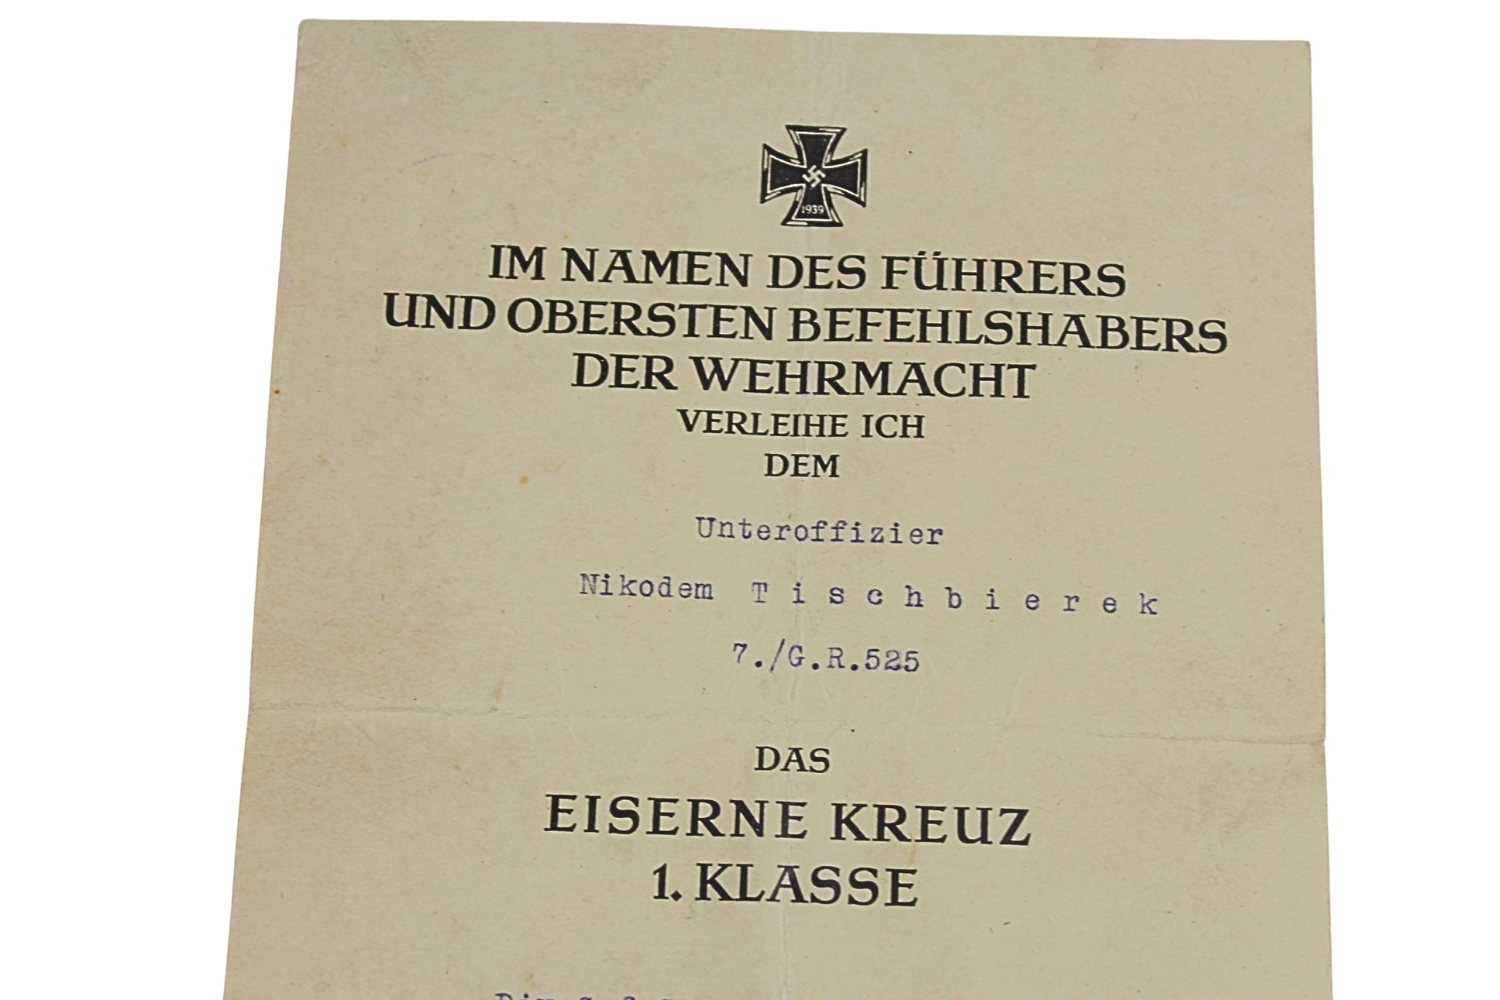 1939
IM NAMEN DES FÜHRERS
UND OBERSTEN BEFEHLSHABERS
DER WEHRMACHT
VERLEIHE ICH
DEM
Unteroffizier
Nikodem T i s c h b i e r e k
7./G.R.525
DAS
EISERNE KREUZ
1. KLASSE